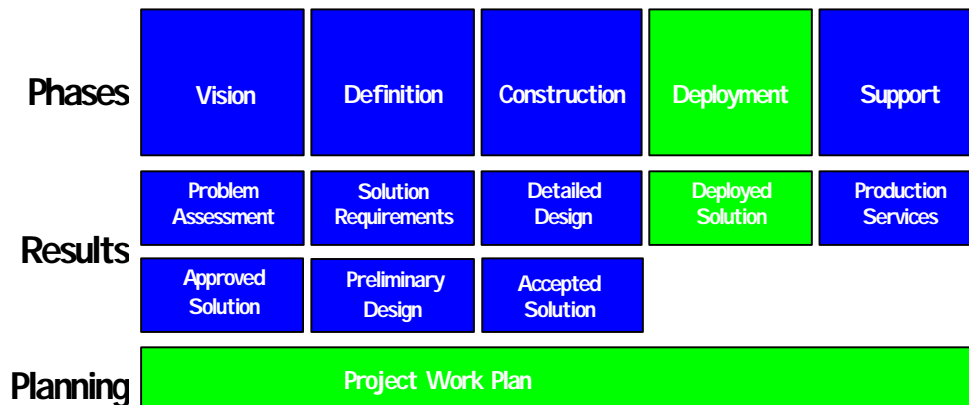 Phases
Vision
Definition
Construction
Deployment
Support
Results
Problem
Assessment
Solution
Requirements
Detailed
Design
Deployed
Solution
Production
Services
Approved
Solution
Preliminary
Design
Accepted
Solution
Planning
Project Work Plan